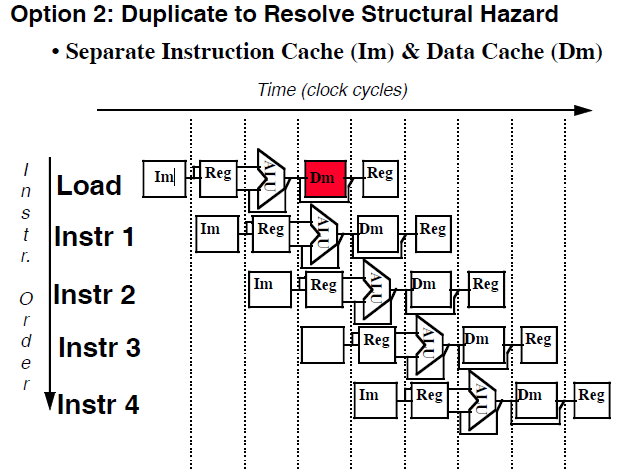 Option 2: Duplicate to Resolve Structural Hazard
• Separate Instruction Cache (Im) & Data Cache (Dm)
Time (clock cycles)
Instr. Order
Load Im Reg ALU Dm Reg
Instr 1 Im Reg ALU Dm Reg
Instr 2 Im Reg ALU Dm Reg
Instr 3 Reg ALU Dm Reg
Instr 4 Im Reg ALU Dm Reg